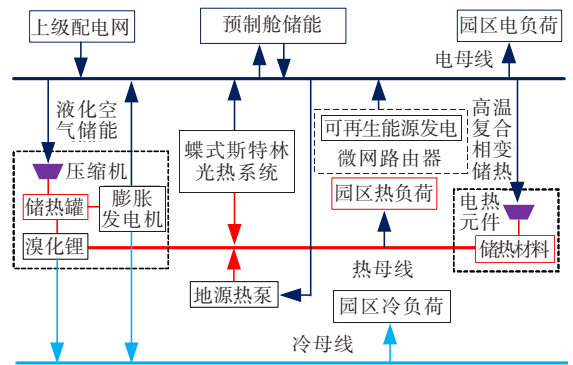 上级配电网
预制舱储能
园区电负荷
电母线
液化空
气储能
高温
复合
相变
储热
可再生能源发电
微网路由器
蝶式斯特林
光热系统
压缩机
储热罐
膨胀
发电机
溴化锂
园区热负荷
电热
元件
储热材料
热母线
地源热泵
园区冷负荷
冷母线